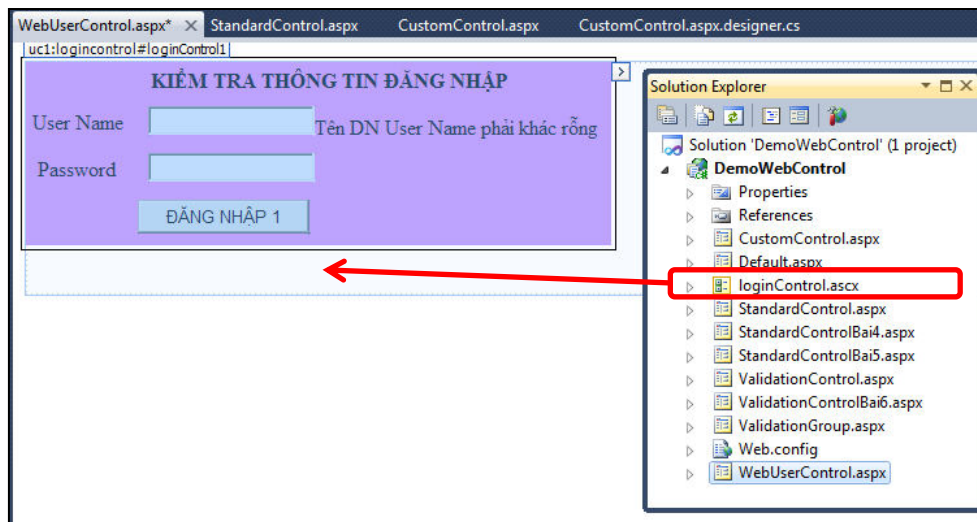 WebUserControl.aspx* × StandardControl.aspx CustomControl.aspx CustomControl.aspx.designer.cs
uc1:logincontrol#loginControl1
KIỂM TRA THÔNG TIN ĐĂNG NHẬP
User Name Tên DN User Name phải khác rỗng
Password
ĐĂNG NHẬP 1
Solution Explorer
Solution 'DemoWebControl' (1 project)
DemoWebControl
Properties
References
CustomControl.aspx
Default.aspx
loginControl.ascx
StandardControl.aspx
StandardControlBai4.aspx
StandardControlBai5.aspx
ValidationControl.aspx
ValidationControlBai6.aspx
ValidationGroup.aspx
Web.config
WebUserControl.aspx